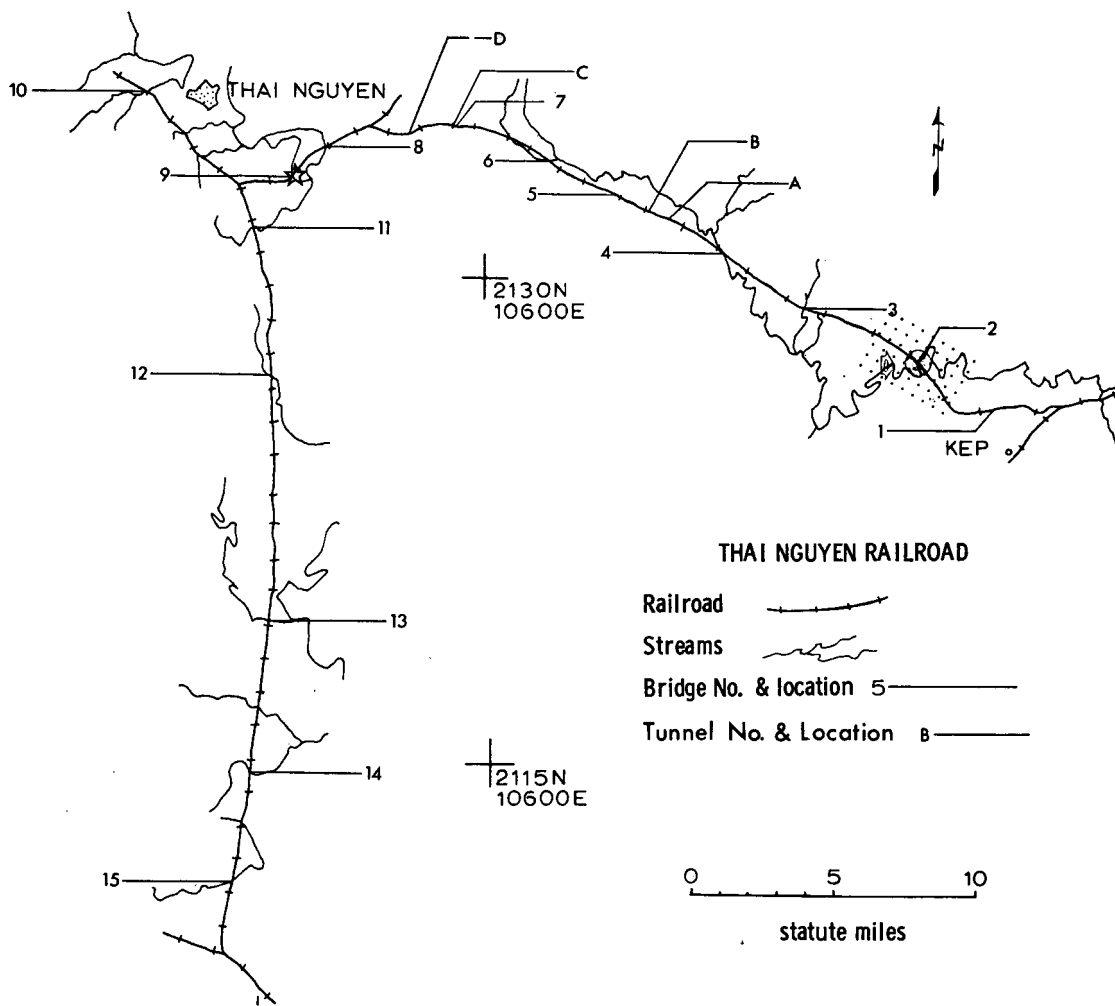 D
C
10
THAI NGUYEN
7
B
8
N
6
A
9
5
11
4
2130N
10600E
3
2
12
1
KEP
THAI NGUYEN RAILROAD
Railroad
Streams
13
Bridge No. & location 5
Tunnel No. & Location B
14
2115N
10600E
15
0 5 10
statute miles